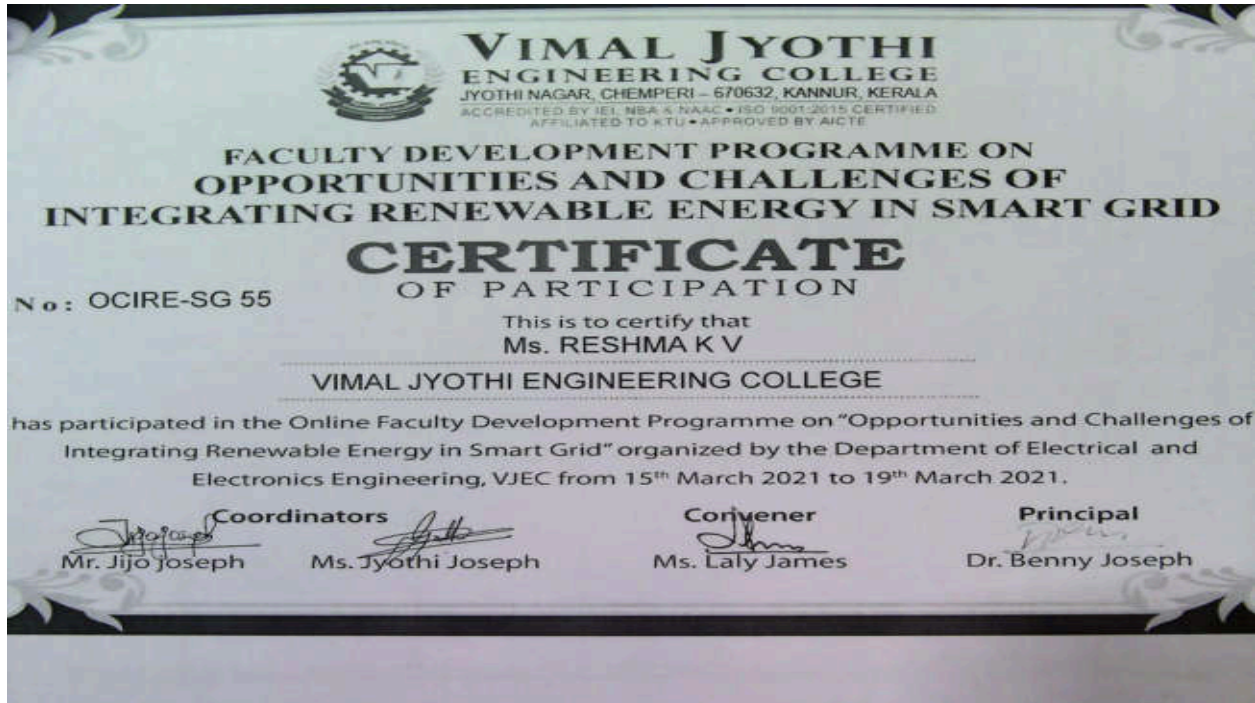 VIMAL JYOTHI
ENGINEERING COLLEGE
JYOTHI NAGAR, CHEMPERI – 670632, KANNUR, KERALA
ACCREDITED BY IEI, NBA & NAAC • ISO 9001:2015 CERTIFIED
AFFILIATED TO KTU • APPROVED BY AICTE
FACULTY DEVELOPMENT PROGRAMME ON
OPPORTUNITIES AND CHALLENGES OF
INTEGRATING RENEWABLE ENERGY IN SMART GRID
CERTIFICATE
OF PARTICIPATION
No: OCIRE-SG 55
This is to certify that
Ms. RESHMA K V
VIMAL JYOTHI ENGINEERING COLLEGE
has participated in the Online Faculty Development Programme on "Opportunities and Challenges of
Integrating Renewable Energy in Smart Grid" organized by the Department of Electrical and
Electronics Engineering, VJEC from 15th March 2021 to 19th March 2021.
Coordinators Convener Principal
Jijojoseph
Mr. Jijo Joseph Ms. Jyothi Joseph Ms. Laly James Dr. Benny Joseph